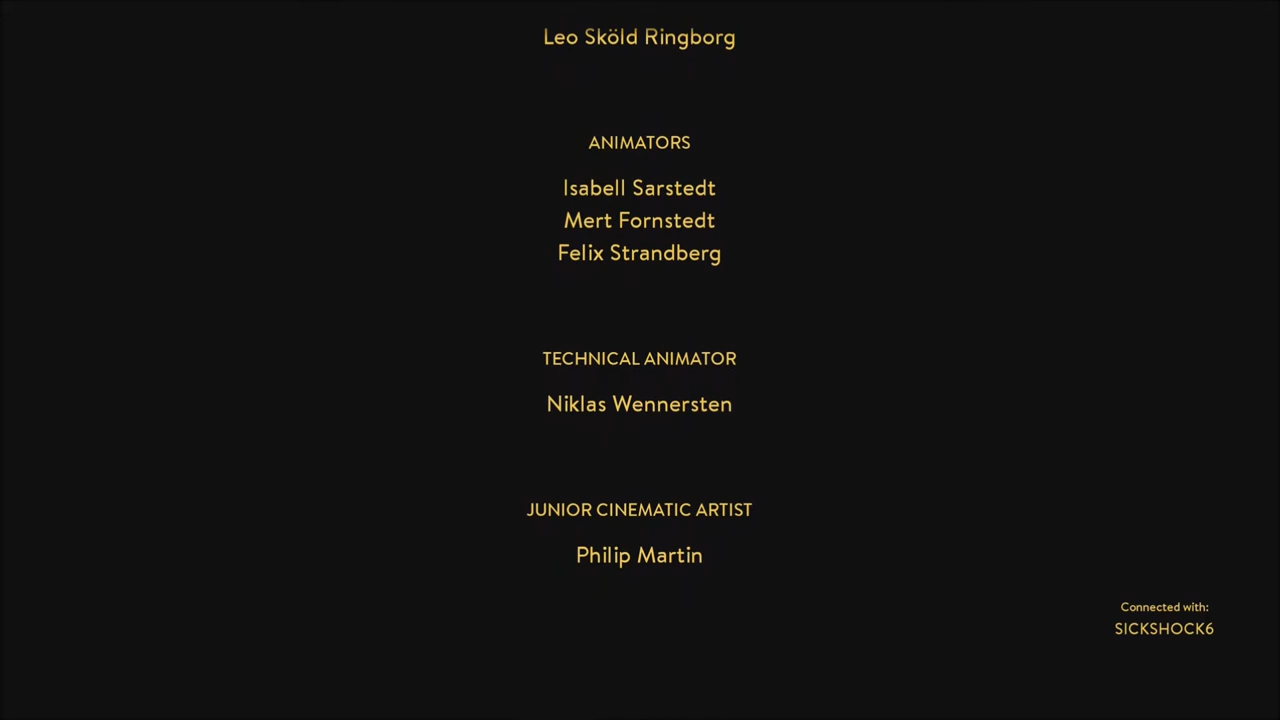 Leo Sköld Ringborg
ANIMATORS
Isabell Sarstedt
Mert Fornstedt
Felix Strandberg
TECHNICAL ANIMATOR
Niklas Wennersten
JUNIOR CINEMATIC ARTIST
Philip Martin
Connected with:
SICKSHOCK6